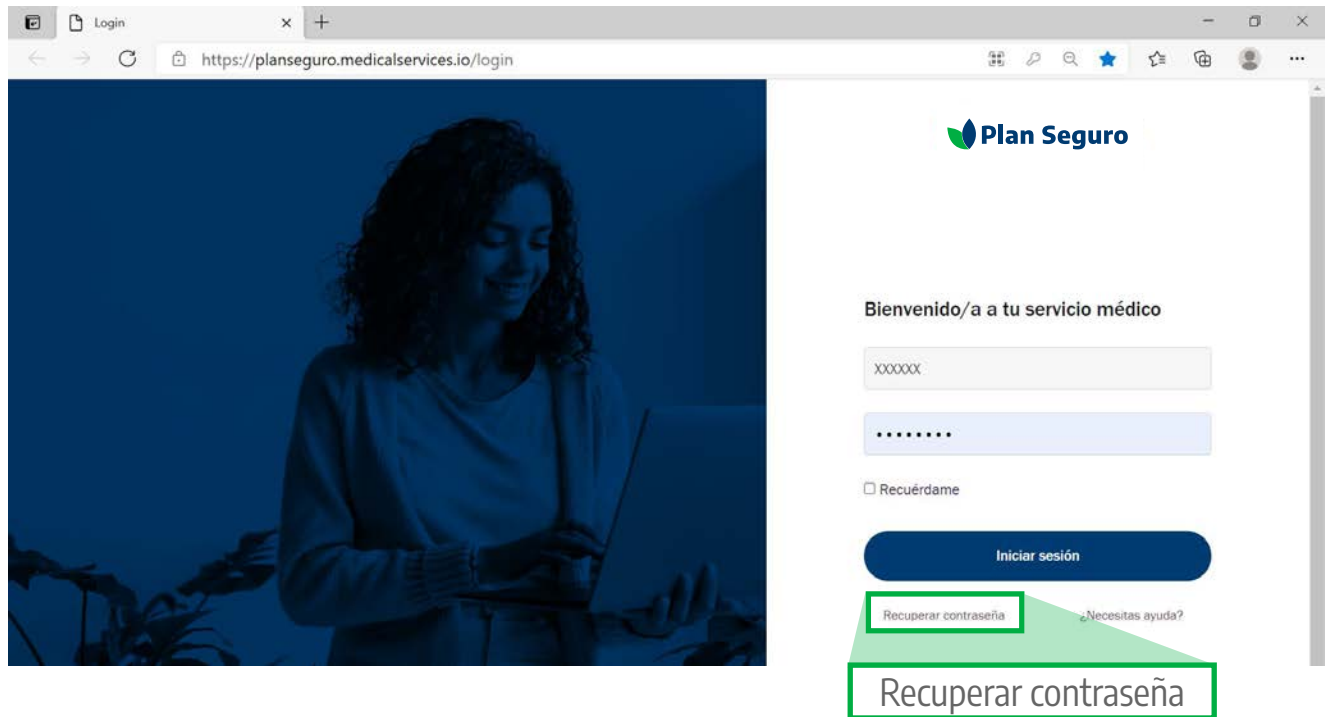 Login
https://planseguro.medicalservices.io/login
Plan Seguro
Bienvenido/a a tu servicio médico
xxxxxx
••••••••
Recuérdame
Iniciar sesión
Recuperar contraseña
¿Necesitas ayuda?
Recuperar contraseña